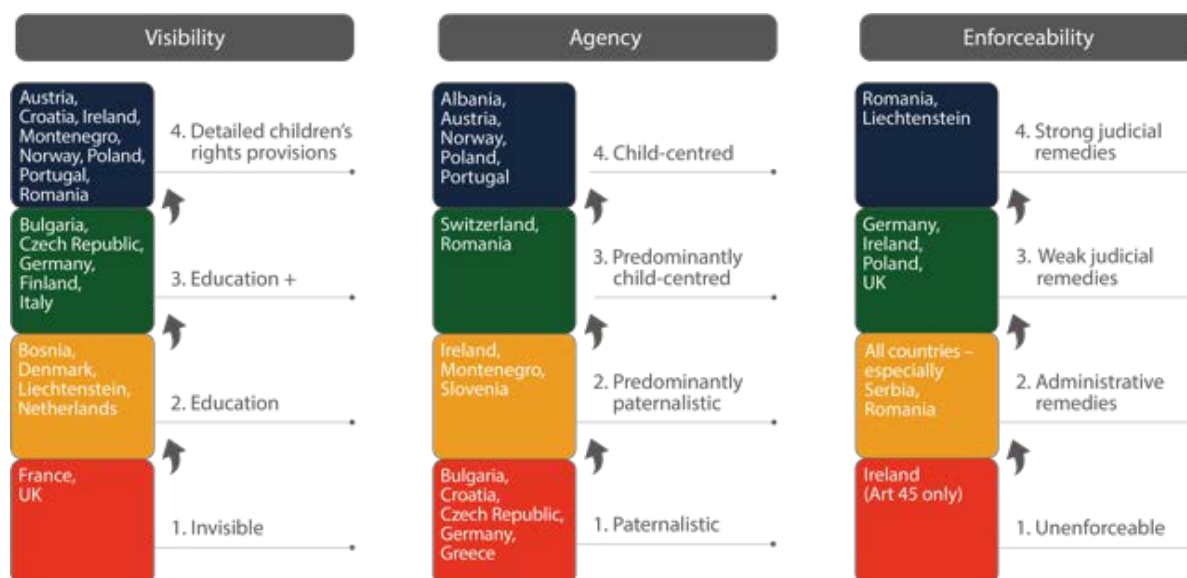 Visibility
Austria,
Croatia, Ireland,
Montenegro,
Norway, Poland,
Portugal,
Romania
4. Detailed children's
rights provisions
Bulgaria,
Czech Republic,
Germany,
Finland,
Italy
3. Education +
Bosnia,
Denmark,
Liechtenstein,
Netherlands
2. Education
France,
UK
1. Invisible
Agency
Albania,
Austria,
Norway,
Poland,
Portugal
4. Child-centred
Switzerland,
Romania
3. Predominantly
child-centred
Ireland,
Montenegro,
Slovenia
2. Predominantly
paternalistic
Bulgaria,
Croatia,
Czech Republic,
Germany,
Greece
1. Paternalistic
Enforceability
Romania,
Liechtenstein
4. Strong judicial
remedies
Germany,
Ireland,
Poland,
UK
3. Weak judicial
remedies
All countries –
especially
Serbia,
Romania
2. Administrative
remedies
Ireland
(Art 45 only)
1. Unenforceable